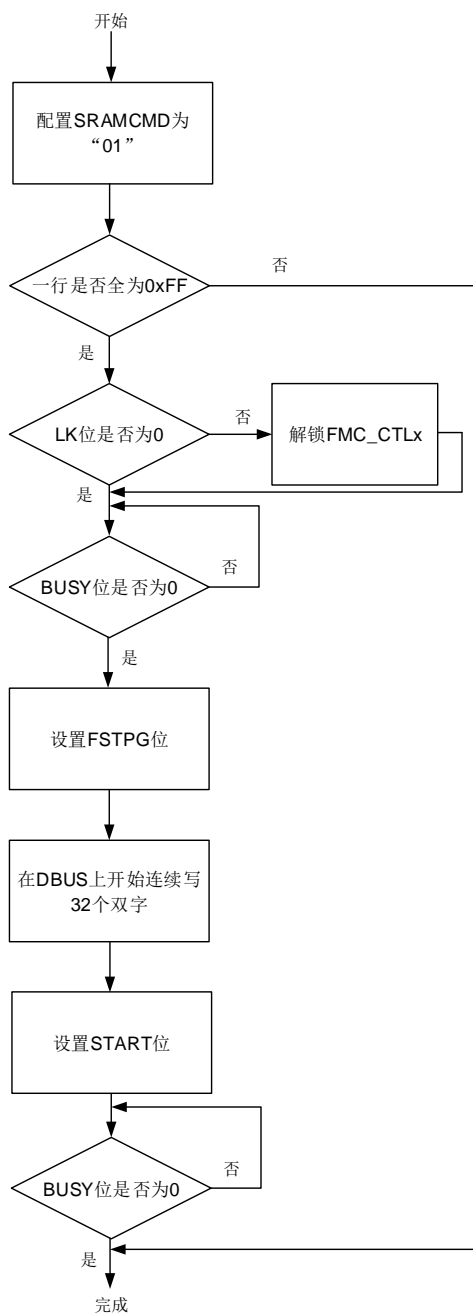 开始
配置SRAMCMD为
“01”
一行是否全为0xFF
否
是
LK位是否为0
否
解锁FMC_CTLx
是
BUSY位是否为0
否
是
设置FSTPG位
在DBUS上开始连续写
32个双字
设置START位
BUSY位是否为0
否
是
完成